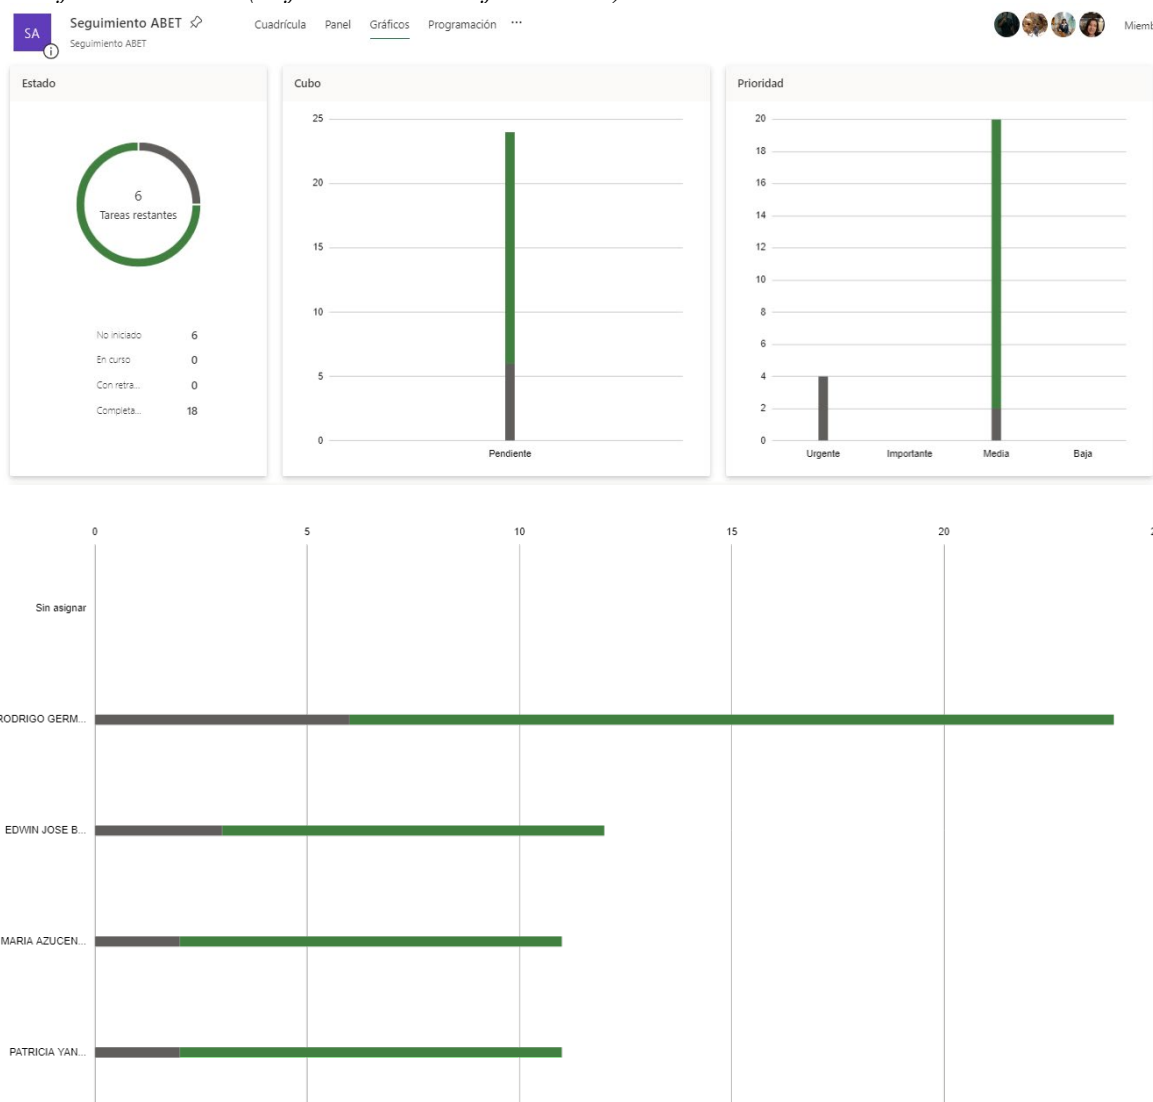 SA
Seguimiento ABET
Seguimiento ABET
Cuadrícula Panel Gráficos Programación ...
Estado
6
Tareas restantes
No iniciado 6
En curso 0
Con retra... 0
Completa... 18
Cubo
25
20
15
10
5
0
Pendiente
Prioridad
20
18
16
14
12
10
8
6
4
2
0
Urgente Importante Media Baja
0 5 10 15 20
Sin asignar
RODRIGO GERM...
EDWIN JOSE B...
MARIA AZUCEN...
PATRICIA YAN...